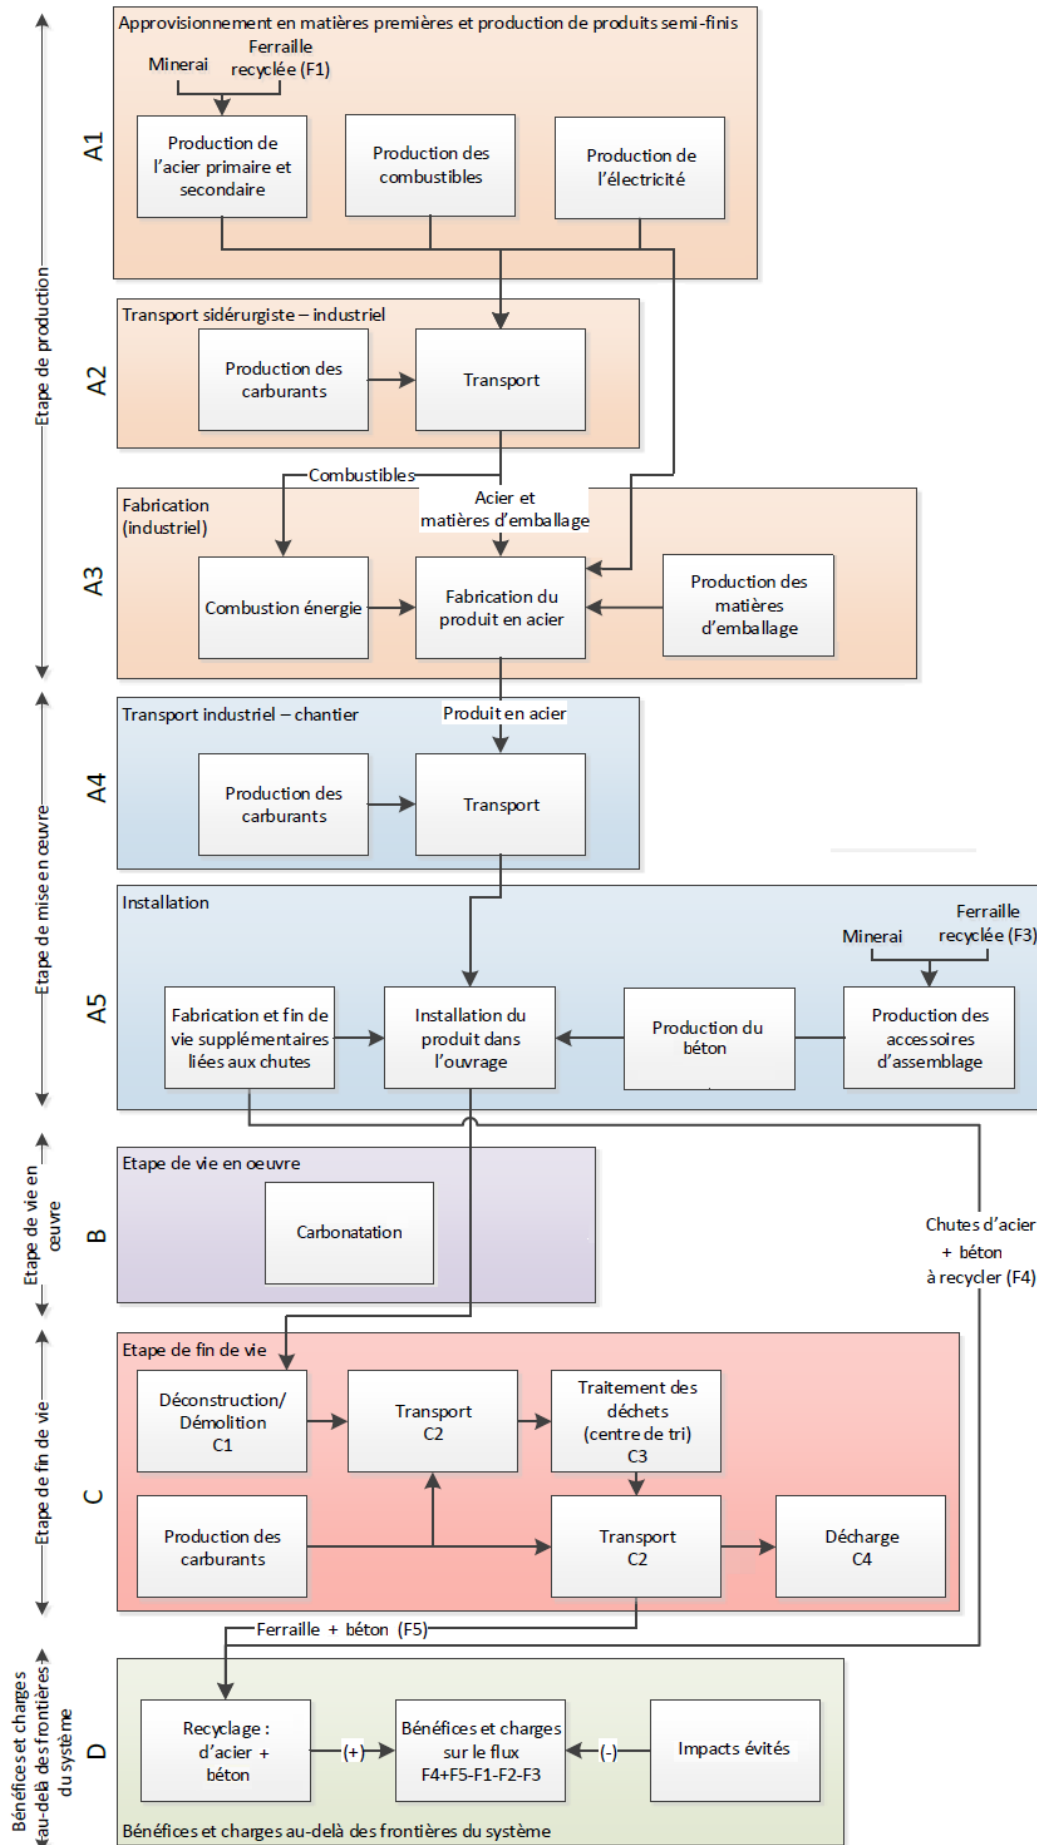 Approvisionnement en matières premières et production de produits semi-finis
Minerai
Ferraille
recyclée (F1)
A1
Production de
l'acier primaire et
secondaire
Production des
combustibles
Production de
l'électricité
Etape de production
Transport sidérurgiste – industriel
A2
Production des
carburants
Transport
Combustibles
Acier et
matières d'emballage
Fabrication
(industriel)
A3
Combustion énergie
Fabrication du
produit en acier
Production des
matières
d'emballage
Transport industriel – chantier
Produit en acier
A4
Production des
carburants
Transport
Etape de mise en œuvre
Installation
Minerai
Ferraille
recyclée (F3)
A5
Fabrication et fin de
vie supplémentaires
liées aux chutes
Installation du
produit dans
l'ouvrage
Production du
béton
Production des
accessoires
d'assemblage
Etape de vie en
œuvre
B
Etape de vie en oeuvre
Carbonatation
Chutes d'acier
+ béton
à recycler (F4)
Etape de fin de vie
C
Etape de fin de vie
Déconstruction/
Démolition
C1
Transport
C2
Traitement des
déchets
(centre de tri)
C3
Production des
carburants
Transport
C2
Décharge
C4
Ferraille + béton (F5)
Bénéfices et charges
au-delà des frontières
du système
D
Recyclage :
d'acier +
béton
(+)
Bénéfices et charges
sur le flux
F4+F5-F1-F2-F3
(-)
Impacts évités
Bénéfices et charges au-delà des frontières du système